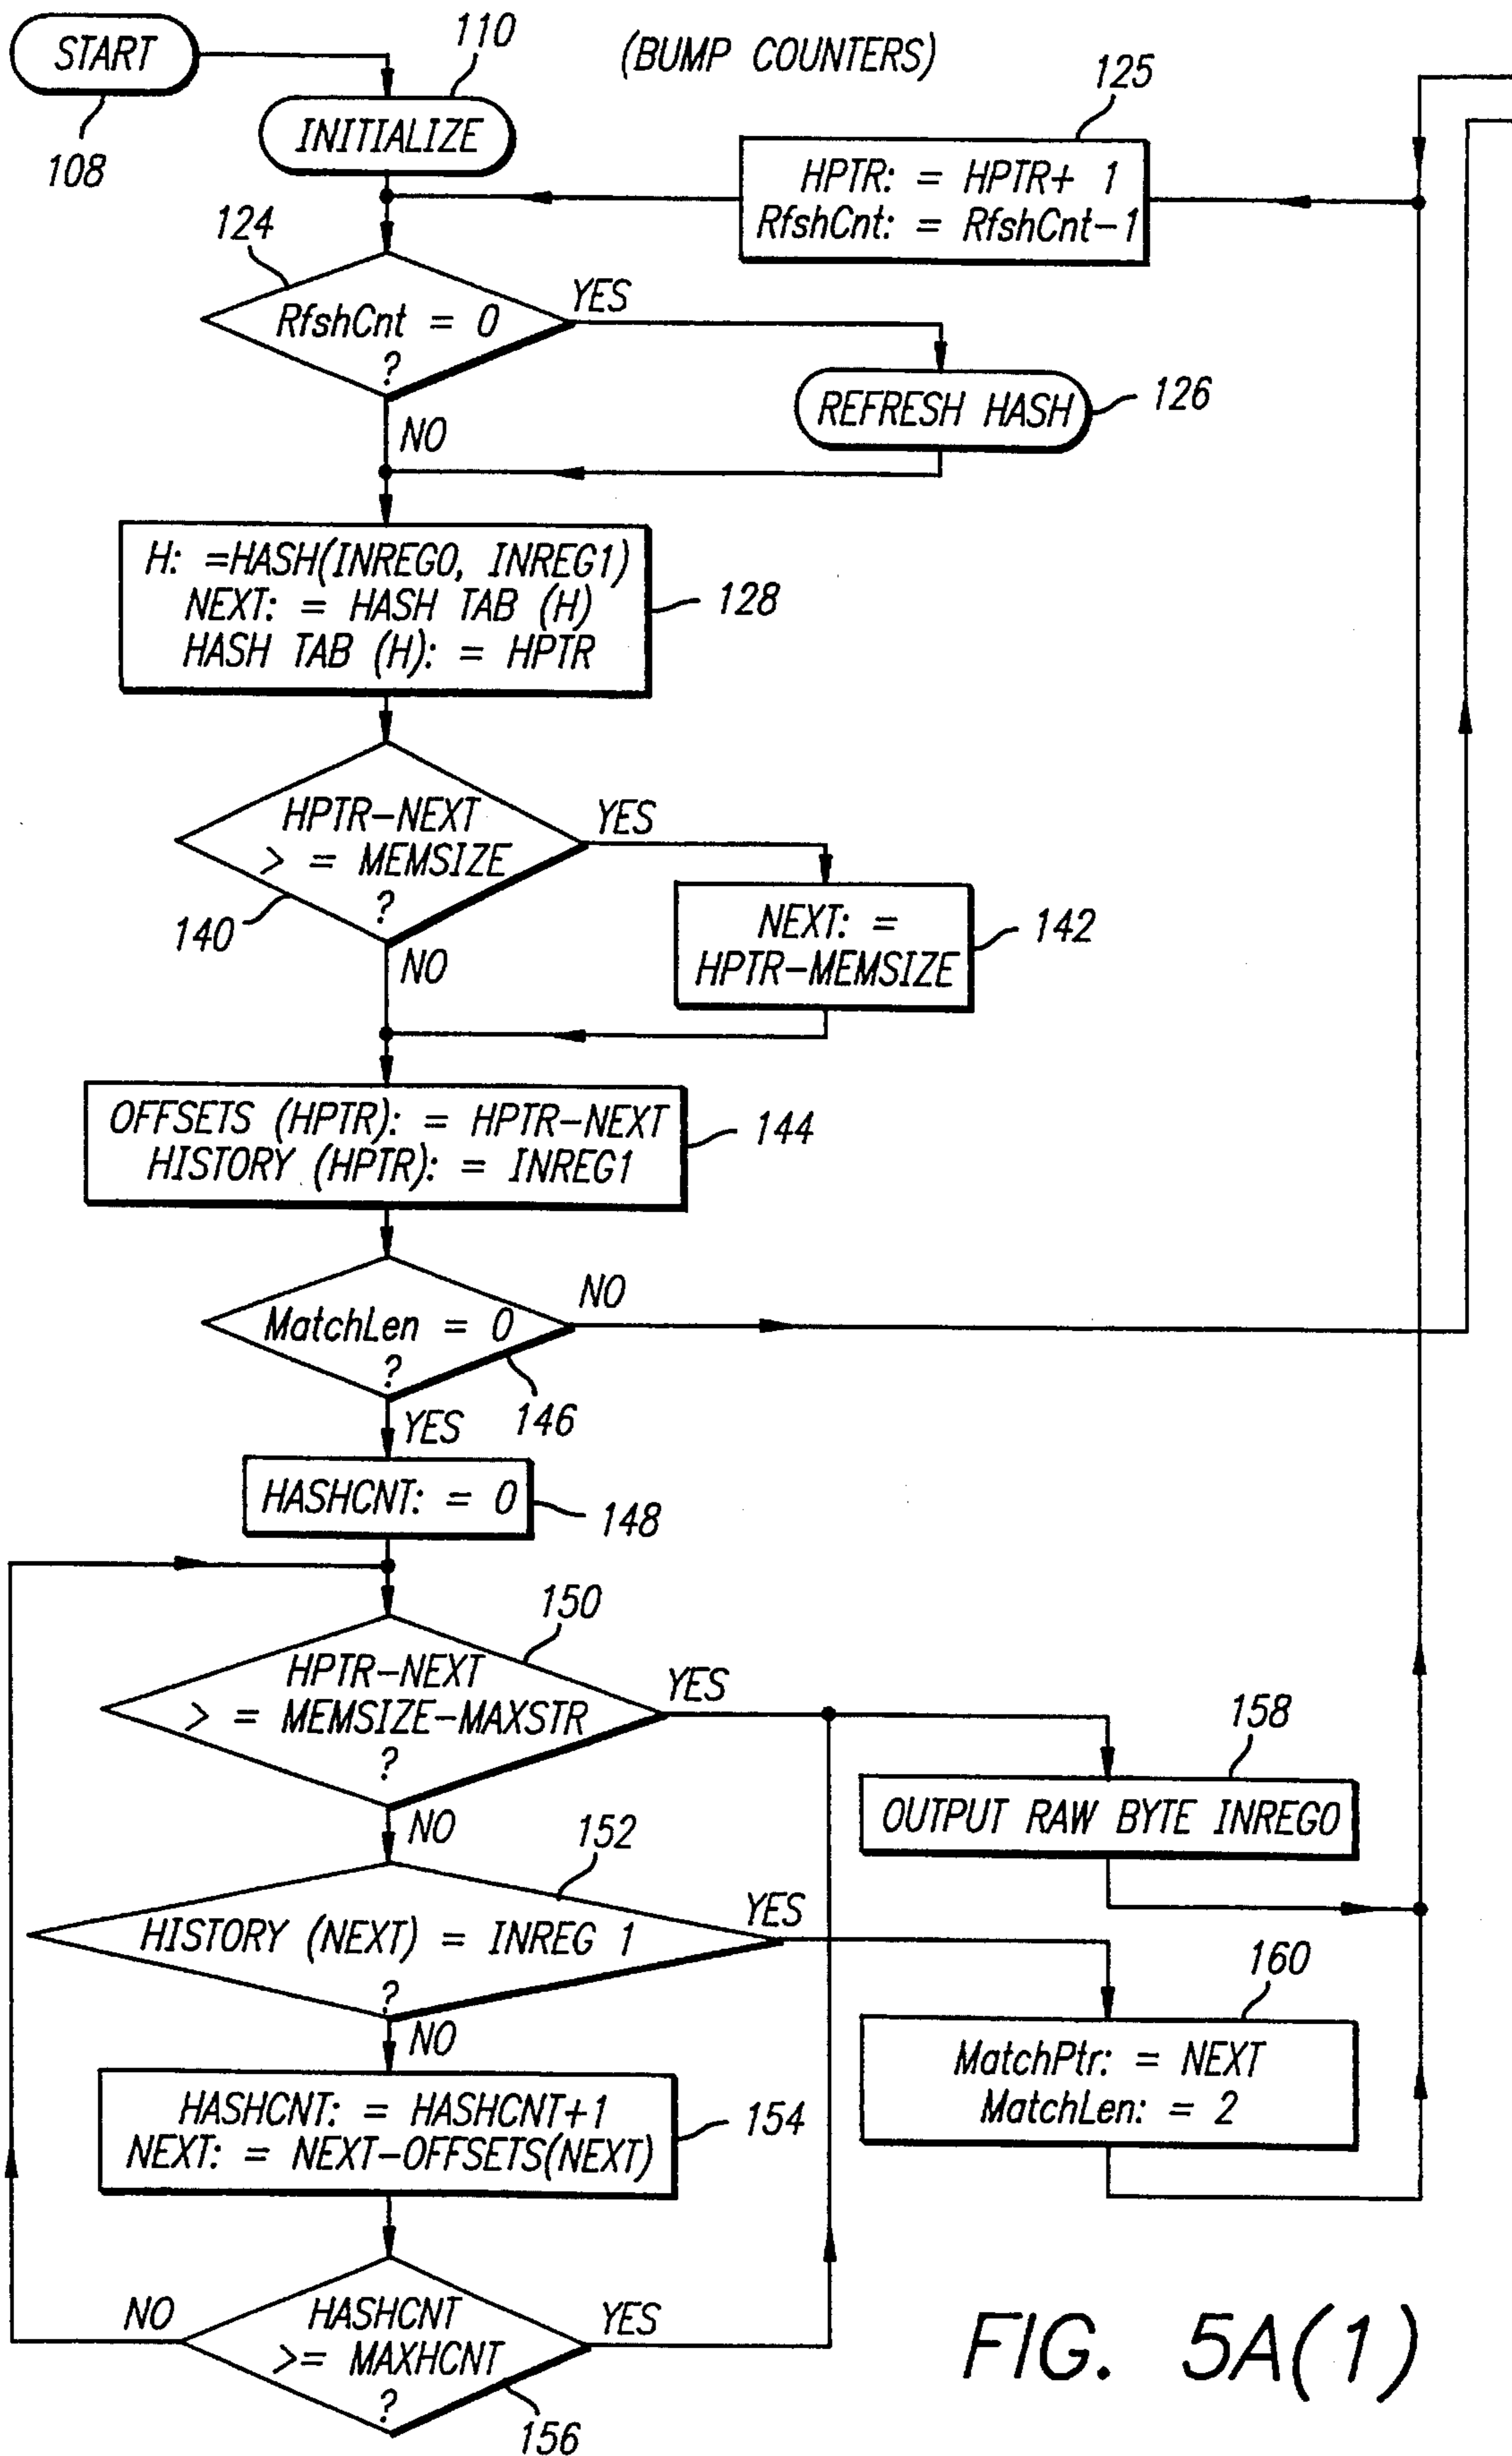 START
108
110
INITIALIZE
(BUMP COUNTERS)
125
HPTR: = HPTR+ 1
RfshCnt: = RfshCnt-1
124
RfshCnt = 0
?
YES
NO
REFRESH HASH
126
H: =HASH(INREG0, INREG1)
NEXT: = HASH TAB (H)
HASH TAB (H): = HPTR
128
HPTR-NEXT
> = MEMSIZE
?
140
YES
NO
NEXT: =
HPTR-MEMSIZE
142
OFFSETS (HPTR): = HPTR-NEXT
HISTORY (HPTR): = INREG1
144
MatchLen = 0
?
NO
146
YES
HASHCNT: = 0
148
150
HPTR-NEXT
> = MEMSIZE-MAXSTR
?
YES
NO
158
OUTPUT RAW BYTE INREG0
152
HISTORY (NEXT) = INREG 1
?
YES
NO
160
MatchPtr: = NEXT
MatchLen: = 2
HASHCNT: = HASHCNT+1
NEXT: = NEXT-OFFSETS(NEXT)
154
NO
HASHCNT
>= MAXHCNT
?
YES
156
FIG. 5A(1)